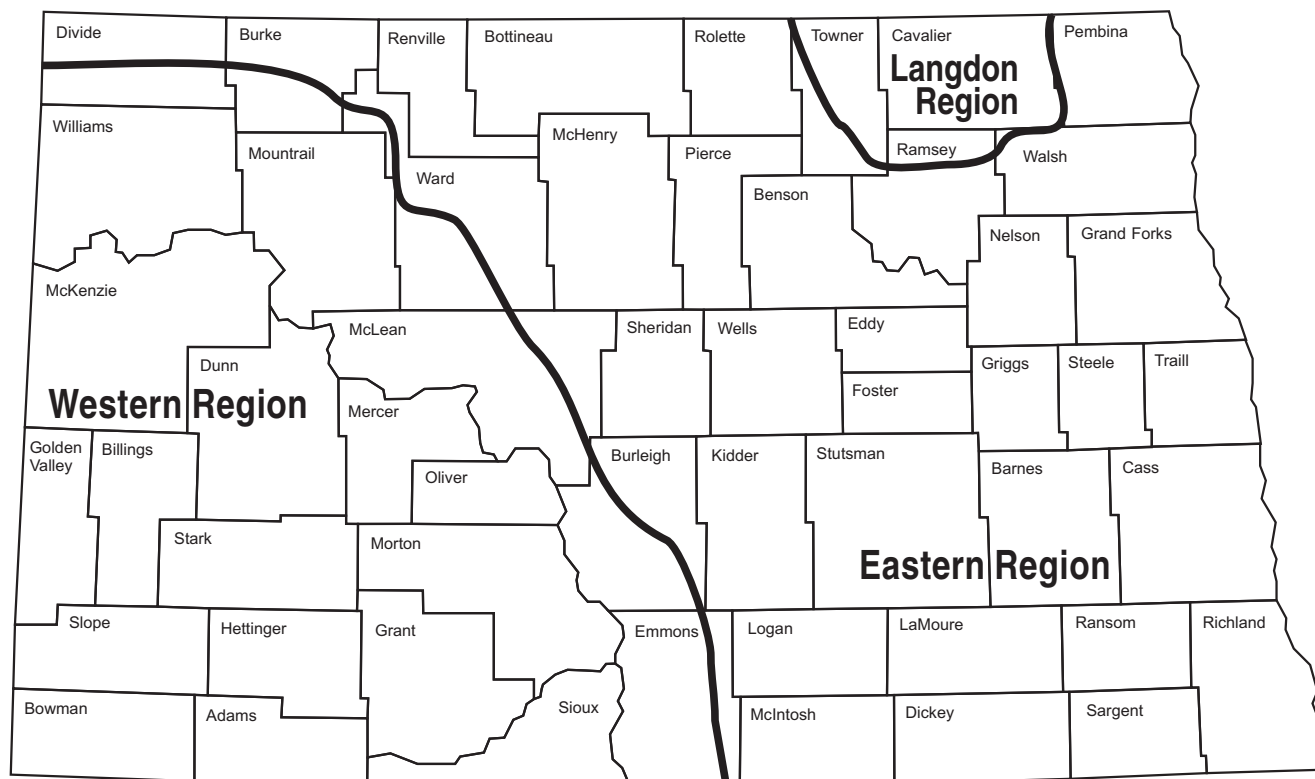 Divide
Burke
Renville
Bottineau
Rolette
Towner
Cavalier
Pembina
Langdon
Region
Williams
Mountrail
Ward
McHenry
Pierce
Benson
Ramsey
Walsh
Nelson
Grand Forks
McKenzie
McLean
Sheridan
Wells
Eddy
Foster
Griggs
Steele
Traill
Dunn
Western Region
Mercer
Golden
Valley
Billings
Oliver
Burleigh
Kidder
Stutsman
Barnes
Cass
Stark
Morton
Eastern Region
Slope
Hettinger
Grant
Emmons
Logan
LaMoure
Ransom
Richland
Bowman
Adams
Sioux
McIntosh
Dickey
Sargent